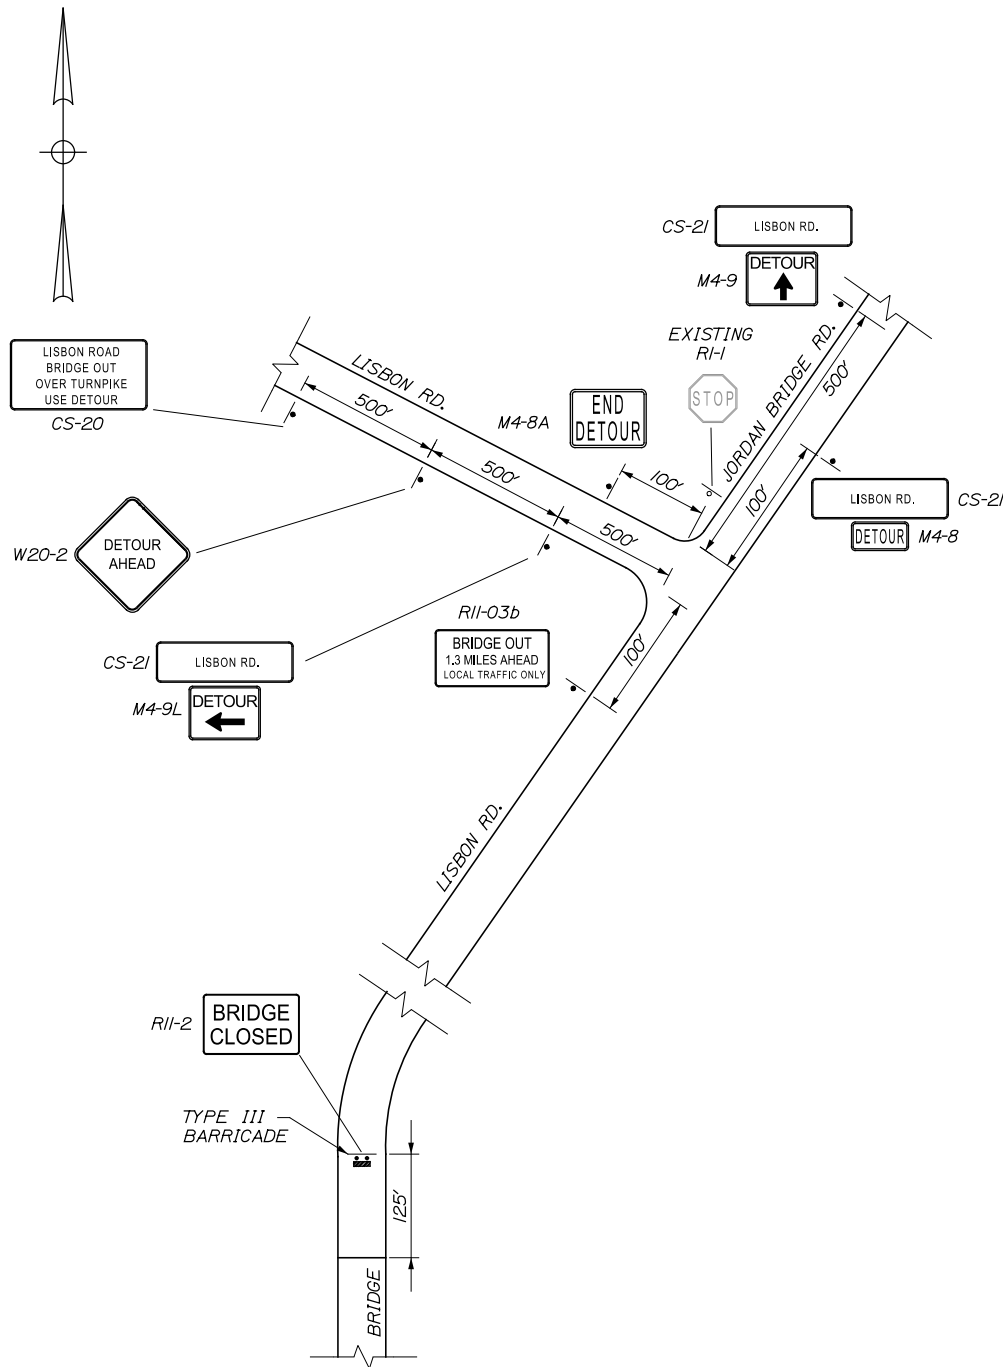 CS-21
LISBON RD.
M4-9
DETOUR
EXISTING
R1-1
STOP
JORDAN BRIDGE RD.
500'
LISBON ROAD
BRIDGE OUT
OVER TURNPIKE
USE DETOUR
CS-20
LISBON RD.
500'
M4-8A
END
DETOUR
500'
100'
100'
LISBON RD.
CS-21
DETOUR
M4-8
W20-2
DETOUR
AHEAD
500'
R11-03b
BRIDGE OUT
1.3 MILES AHEAD
LOCAL TRAFFIC ONLY
100'
CS-21
LISBON RD.
M4-9L
DETOUR
LISBON RD.
R11-2
BRIDGE
CLOSED
TYPE III
BARRICADE
125'
BRIDGE